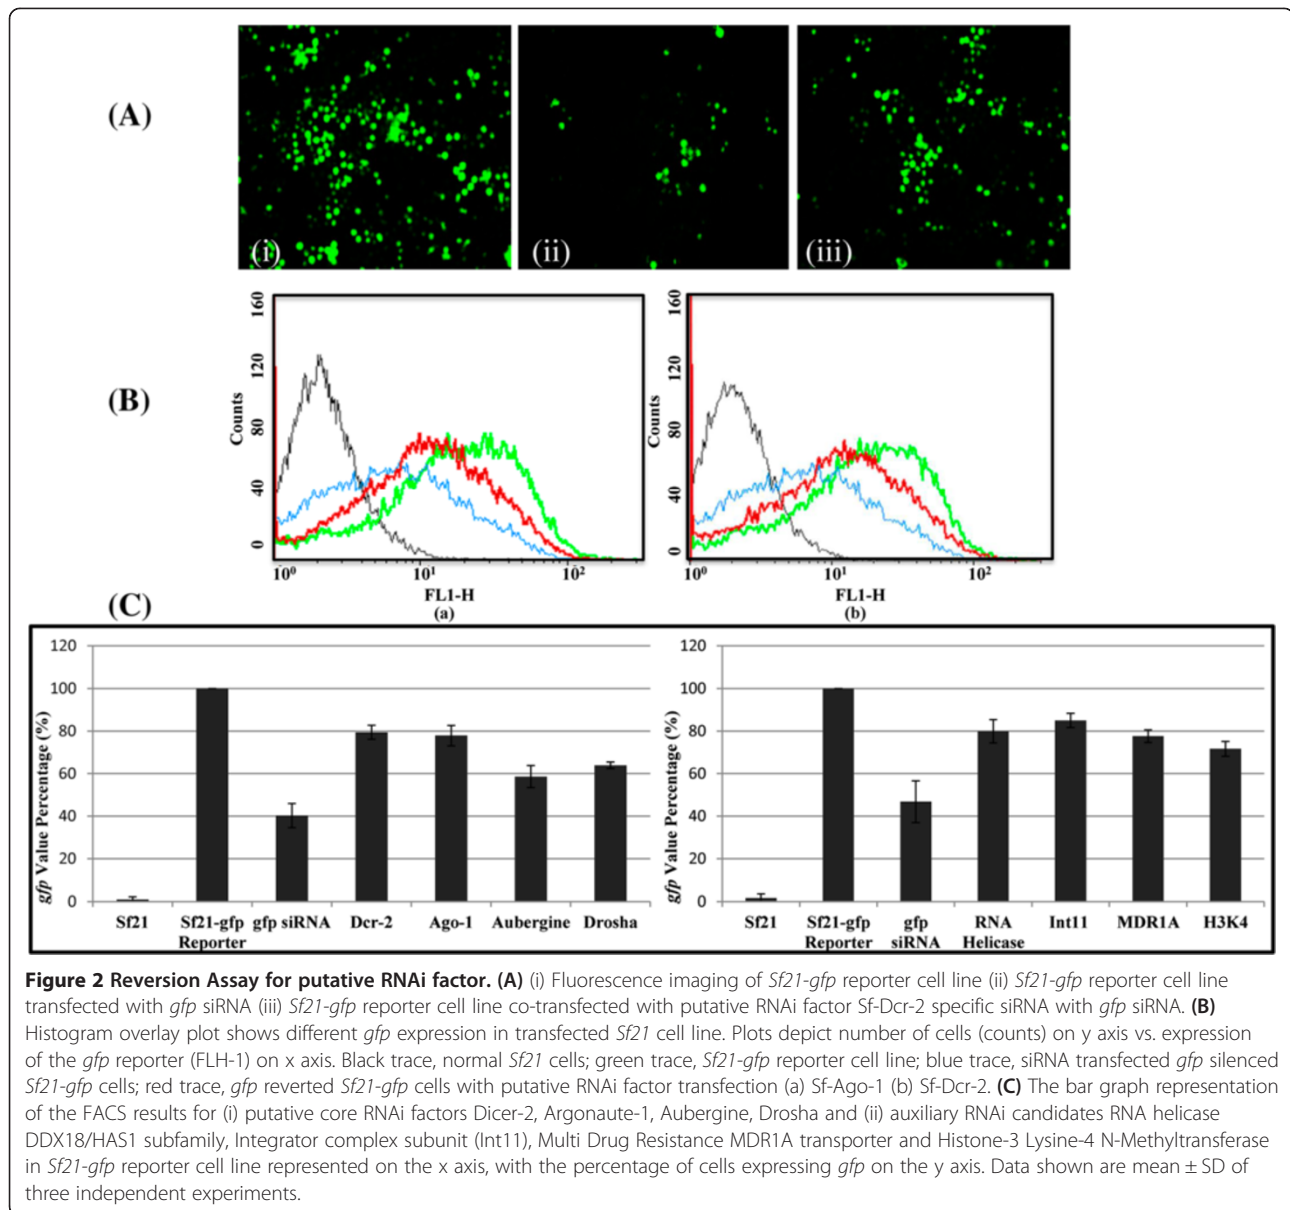 (A)
(i)
(ii)
(iii)
(B)
Counts
0 40 80 120 160
10⁰ 10¹ 10²
FL1-H
(a)
Counts
0 40 80 120 160
10⁰ 10¹ 10²
FL1-H
(b)
(C)
gfp Value Percentage (%)
120
100
80
60
40
20
0
Sf21 Sf21-gfp Reporter gfp siRNA Dcr-2 Ago-1 Aubergine Drosha
gfp Value Percentage (%)
120
100
80
60
40
20
0
Sf21 Sf21-gfp Reporter gfp siRNA RNA Helicase Int11 MDR1A H3K4
Figure 2 Reversion Assay for putative RNAi factor. (A) (i) Fluorescence imaging of Sf21-gfp reporter cell line (ii) Sf21-gfp reporter cell line
transfected with gfp siRNA (iii) Sf21-gfp reporter cell line co-transfected with putative RNAi factor Sf-Dcr-2 specific siRNA with gfp siRNA. (B)
Histogram overlay plot shows different gfp expression in transfected Sf21 cell line. Plots depict number of cells (counts) on y axis vs. expression
of the gfp reporter (FLH-1) on x axis. Black trace, normal Sf21 cells; green trace, Sf21-gfp reporter cell line; blue trace, siRNA transfected gfp silenced
Sf21-gfp cells; red trace, gfp reverted Sf21-gfp cells with putative RNAi factor transfection (a) Sf-Ago-1 (b) Sf-Dcr-2. (C) The bar graph representation
of the FACS results for (i) putative core RNAi factors Dicer-2, Argonaute-1, Aubergine, Drosha and (ii) auxiliary RNAi candidates RNA helicase
DDX18/HAS1 subfamily, Integrator complex subunit (Int11), Multi Drug Resistance MDR1A transporter and Histone-3 Lysine-4 N-Methyltransferase
in Sf21-gfp reporter cell line represented on the x axis, with the percentage of cells expressing gfp on the y axis. Data shown are mean ± SD of
three independent experiments.